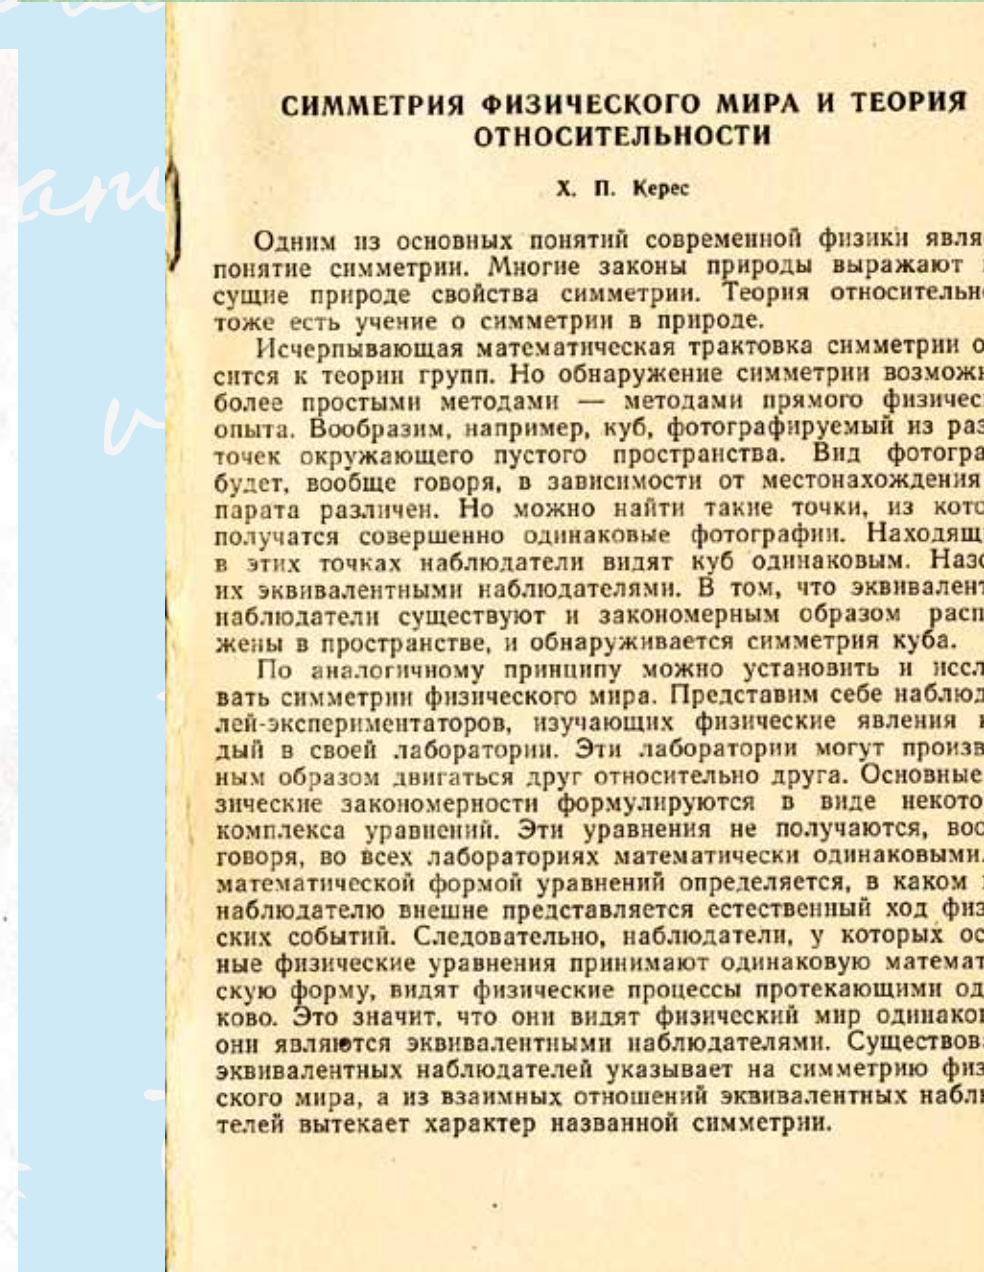 СИММЕТРИЯ ФИЗИЧЕСКОГО МИРА И ТЕОРИЯ
ОТНОСИТЕЛЬНОСТИ
Х. П. Керес
Одним из основных понятий современной физики явля
понятие симметрии. Многие законы природы выражают
сущие природе свойства симметрии. Теория относительн
тоже есть учение о симметрии в природе.
Исчерпывающая математическая трактовка симметрии о
сится к теории групп. Но обнаружение симметрии возможн
более простыми методами — методами прямого физичес
опыта. Вообразим, например, куб, фотографируемый из раз
точек окружающего пустого пространства. Вид фотогра
будет, вообще говоря, в зависимости от местонахождения
парата различен. Но можно найти такие точки, из кото
получатся совершенно одинаковые фотографии. Находящ
в этих точках наблюдатели видят куб одинаковым. Назо
их эквивалентными наблюдателями. В том, что эквивалент
наблюдатели существуют и закономерным образом расп
жены в пространстве, и обнаруживается симметрия куба.
По аналогичному принципу можно установить и иссл
вать симметрии физического мира. Представим себе наблюд
лей-экспериментаторов, изучающих физические явления
дый в своей лаборатории. Эти лаборатории могут произв
ным образом двигаться друг относительно друга. Основные
зические закономерности формулируются в виде некото
комплекса уравнений. Эти уравнения не получаются, воо
говоря, во всех лабораториях математически одинаковыми.
математической формой уравнений определяется, в каком
наблюдателю внешне представляется естественный ход физ
ских событий. Следовательно, наблюдатели, у которых ос
ные физические уравнения принимают одинаковую математ
скую форму, видят физические процессы протекающими од
ково. Это значит, что они видят физический мир одинаков
они являются эквивалентными наблюдателями. Существов
эквивалентных наблюдателей указывает на симметрию физ
ского мира, а из взаимных отношений эквивалентных набл
телей вытекает характер названной симметрии.